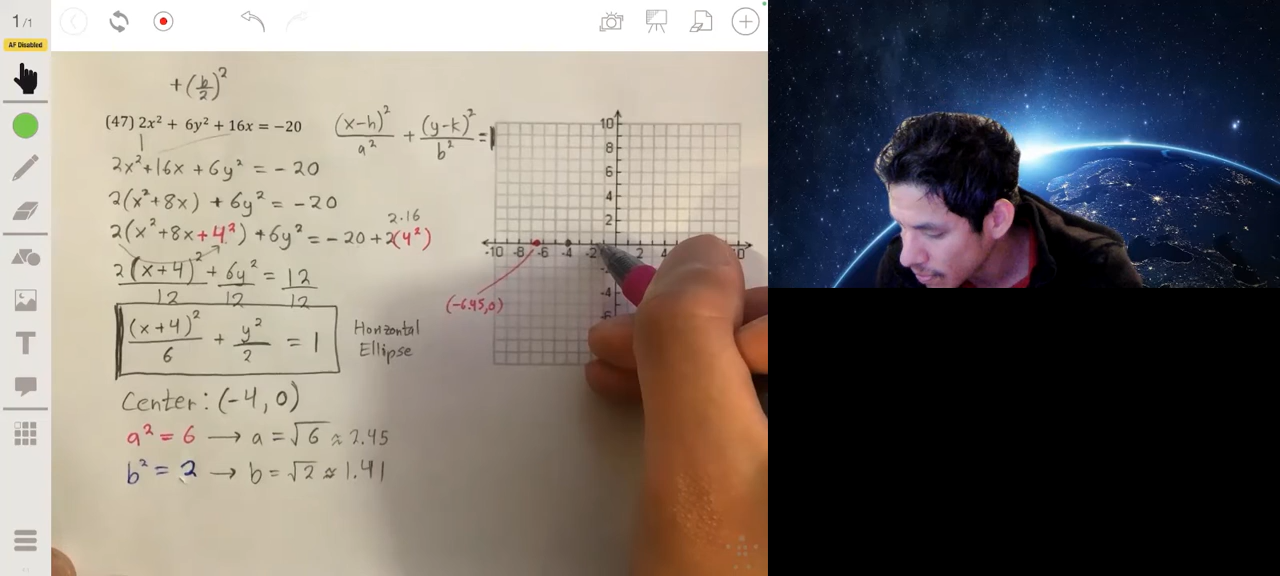 1/1
AF Disabled
+(b/2)²
(47) 2x² + 6y² + 16x = −20
(x-h)²/a² + (y-k)²/b² = 1
2x²+16x + 6y² = - 20
2(x²+8x) + 6y² = -20
2.16
2(x²+8x+4²) +6y² = - 20 +2(4²)
2(x+4)²/12 + 6y²/12 = 12/12
(x+4)²/6 + y²/2 = 1
Horizontal
Ellipse
Center: (-4, 0)
a² = 6 → a = √6 ≈ 2.45
b² = 2 → b = √2 ≈ 1.41
10
8
6
4
2
-10 -8 -6 -4 -2 2 4
-4
(-6.45,0)